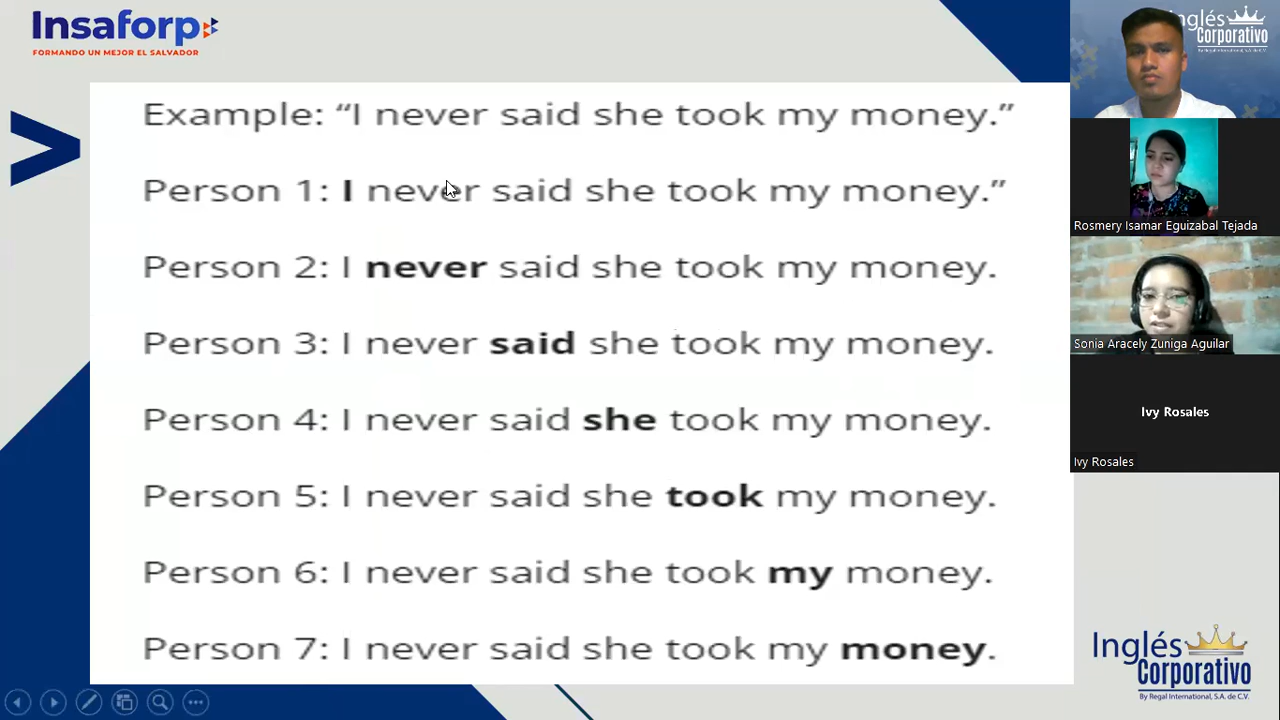 Insaforp
FORMANDO UN MEJOR EL SALVADOR
>
Example: “I never said she took my money.”
Person 1: I never said she took my money.”
Person 2: I never said she took my money.
Person 3: I never said she took my money.
Person 4: I never said she took my money.
Person 5: I never said she took my money.
Person 6: I never said she took my money.
Person 7: I never said she took my money.
Inglés
Corporativo
By Regal International, S.A. de C.V.
Rosmery Isamar Eguizabal Tejada
Sonia Aracely Zuniga Aguilar
Ivy Rosales
Ivy Rosales
Inglés
Corporativo
By Regal International, S.A. de C.V.